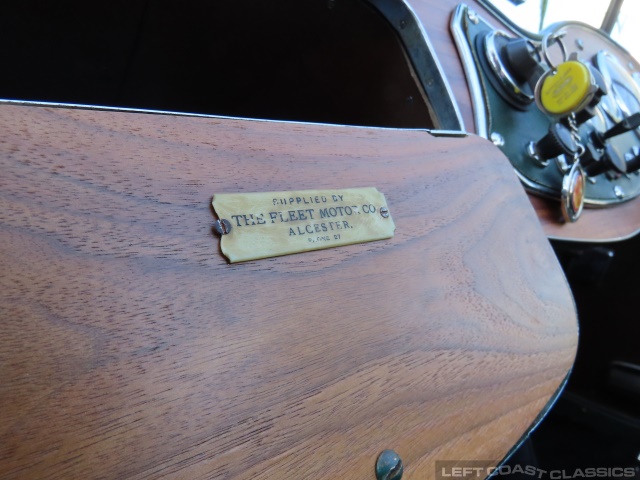 SUPPLIED BY
THE FLEET MOTOR CO.
ALCESTER.
LEFT COAST CLASSICS